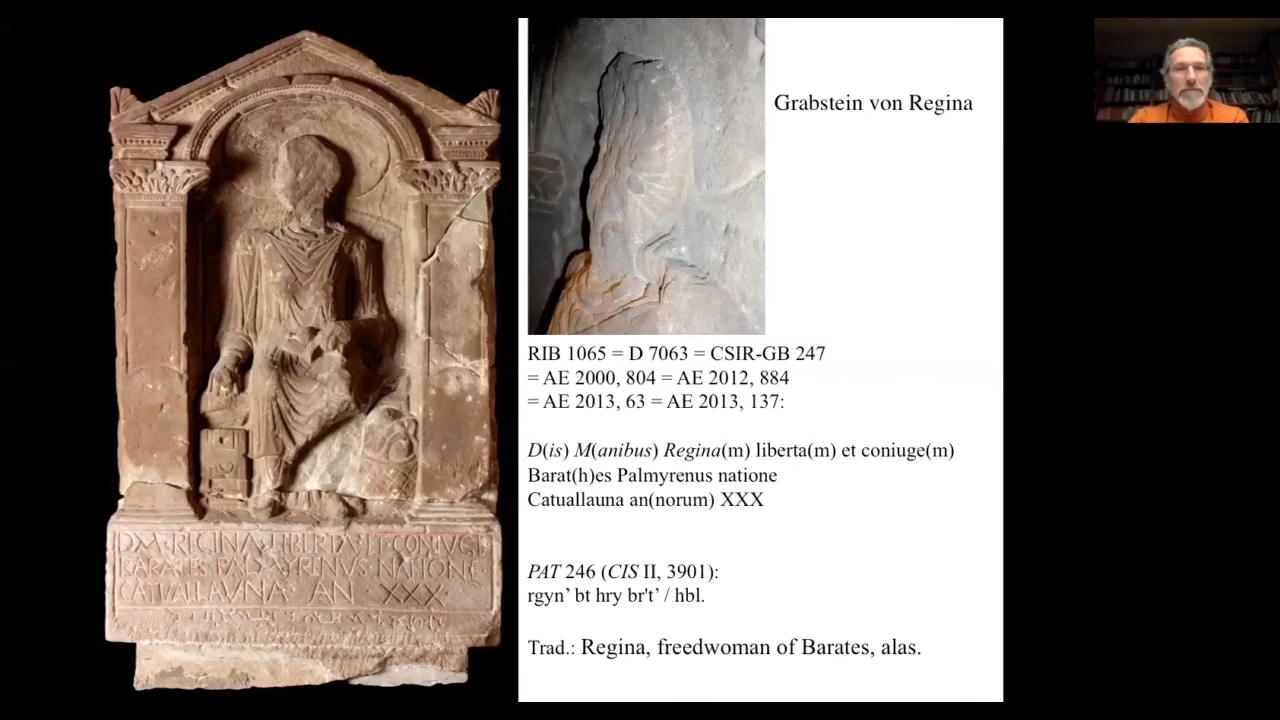 D M REGINA LIBERTA ET CONIVGE
BARATES PALMYRENVS NATIONE
CATVALLAVNA AN XXX
Grabstein von Regina
RIB 1065 = D 7063 = CSIR-GB 247
= AE 2000, 804 = AE 2012, 884
= AE 2013, 63 = AE 2013, 137:
D(is) M(anibus) Regina(m) liberta(m) et coniuge(m)
Barat(h)es Palmyrenus natione
Catuallauna an(norum) XXX
PAT 246 (CIS II, 3901):
rgyn’ bt hry br't’ / hbl.
Trad.: Regina, freedwoman of Barates, alas.